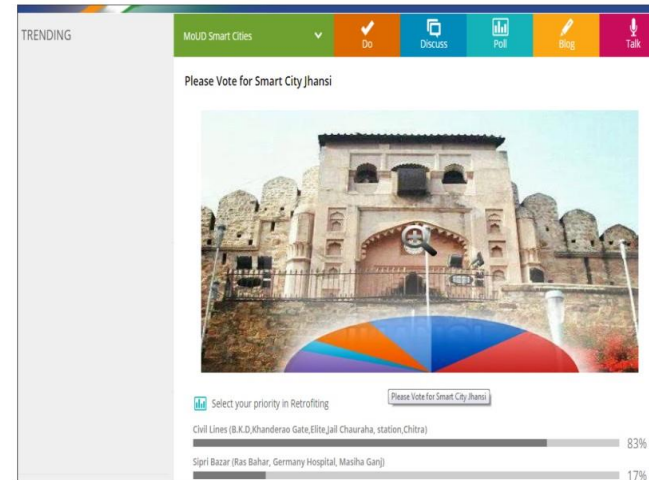 TRENDING
MoUD Smart Cities
Do
Discuss
Poll
Blog
Talk
Please Vote for Smart City Jhansi
Select your priority in Retrofiting
Please Vote for Smart City Jhansi
Civil Lines (B.K.D,Khanderao Gate,Elite,Jail Chauraha, station,Chitra)
83%
Sipri Bazar (Ras Bahar, Germany Hospital, Masiha Ganj)
17%